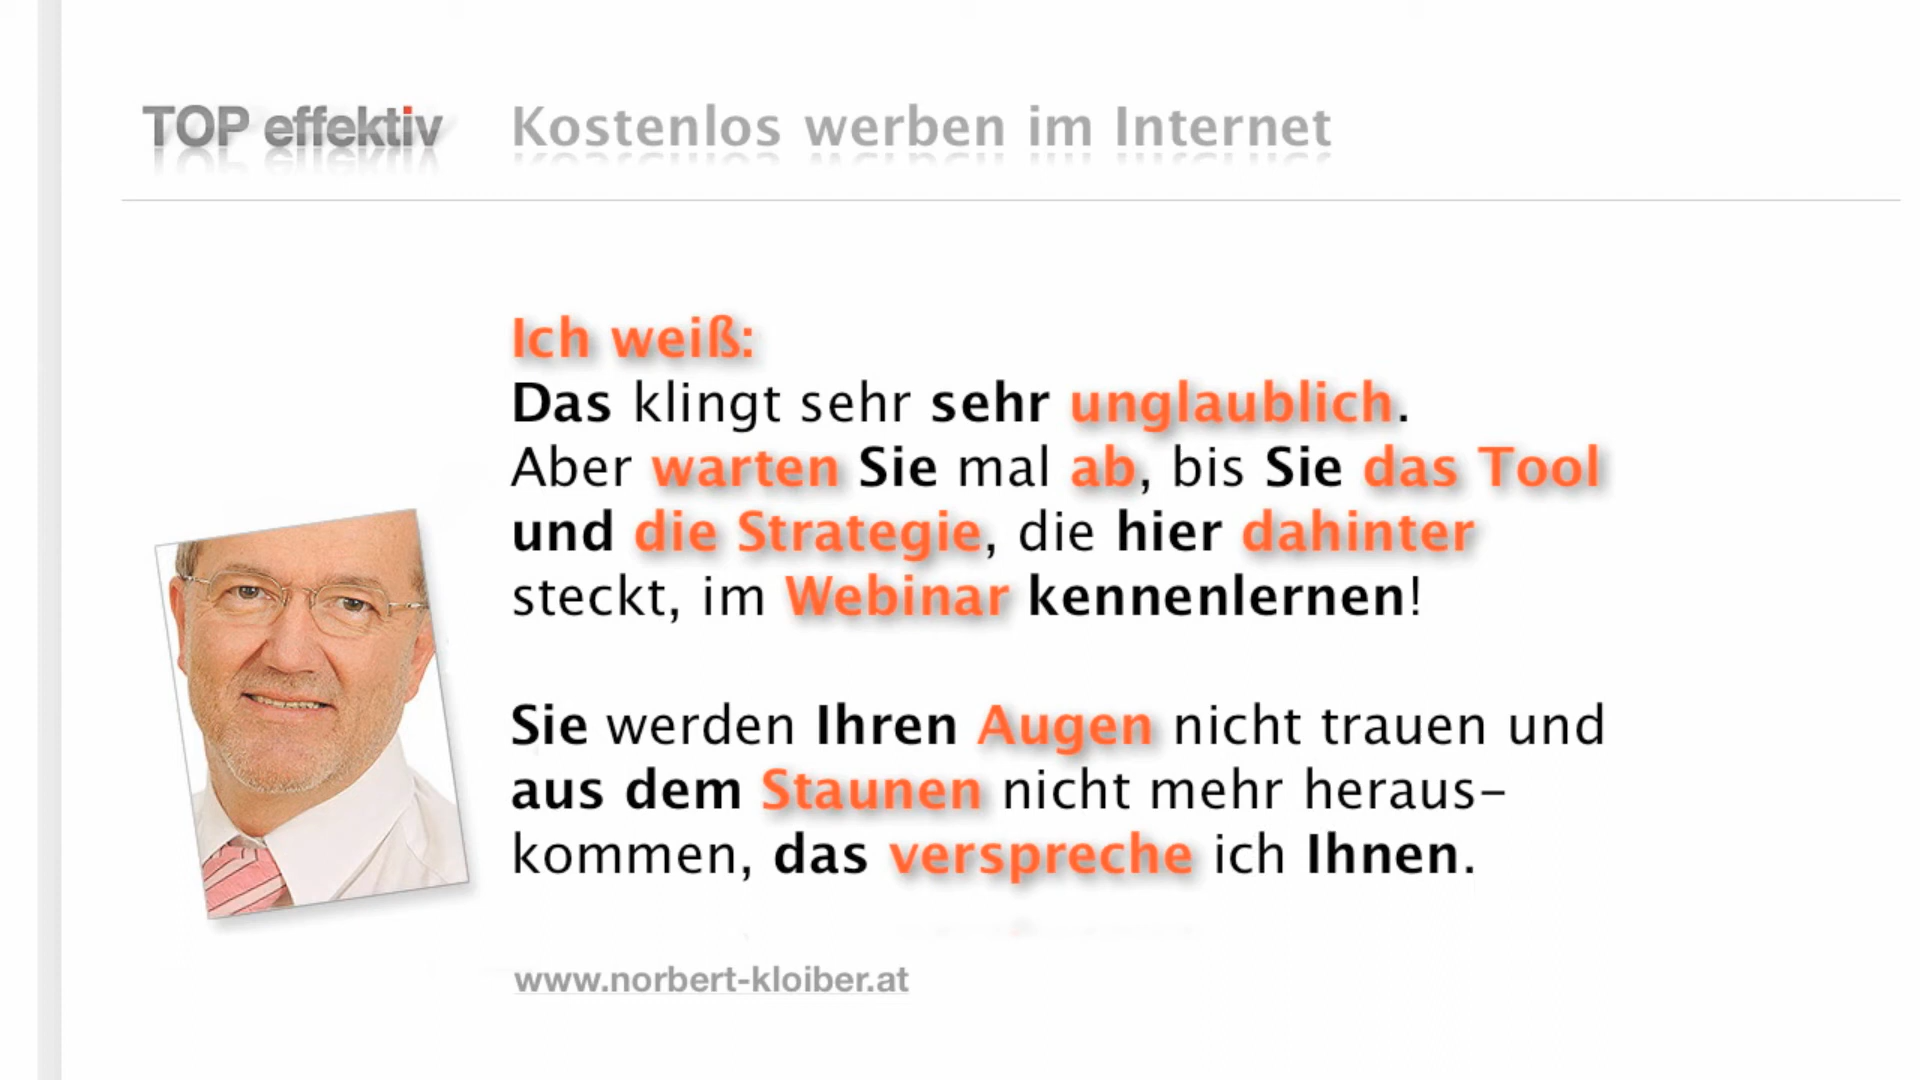 TOP effektiv Kostenlos werben im Internet
Ich weiß:
Das klingt sehr sehr unglaublich.
Aber warten Sie mal ab, bis Sie das Tool
und die Strategie, die hier dahinter
steckt, im Webinar kennenlernen!
Sie werden Ihren Augen nicht trauen und
aus dem Staunen nicht mehr heraus-
kommen, das verspreche ich Ihnen.
www.norbert-kloiber.at